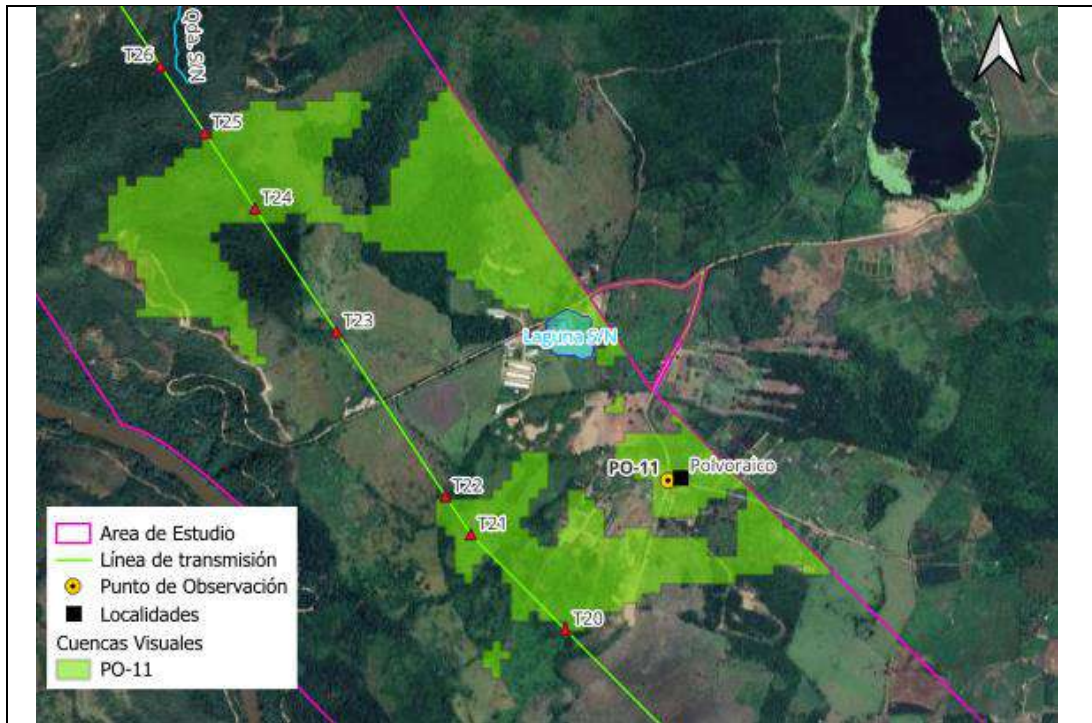 Qda. S/N
T26
T25
T24
T23
Laguna S/N
PO-11
Polvoraico
T22
T21
T20
Area de Estudio
Línea de transmisión
Punto de Observación
Localidades
Cuencas Visuales
PO-11